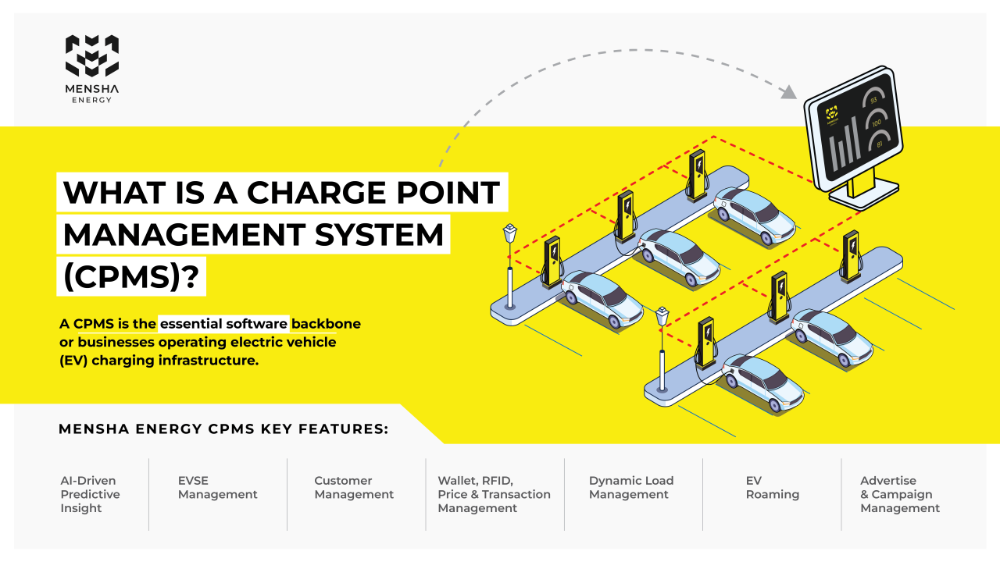 MENSHA
ENERGY
93
100
81
WHAT IS A CHARGE POINT
MANAGEMENT SYSTEM
(CPMS)?
A CPMS is the essential software backbone
or businesses operating electric vehicle
(EV) charging infrastructure.
MENSHA ENERGY CPMS KEY FEATURES:
AI-Driven
Predictive
Insight
EVSE
Management
Customer
Management
Wallet, RFID,
Price & Transaction
Management
Dynamic Load
Management
EV
Roaming
Advertise
& Campaign
Management